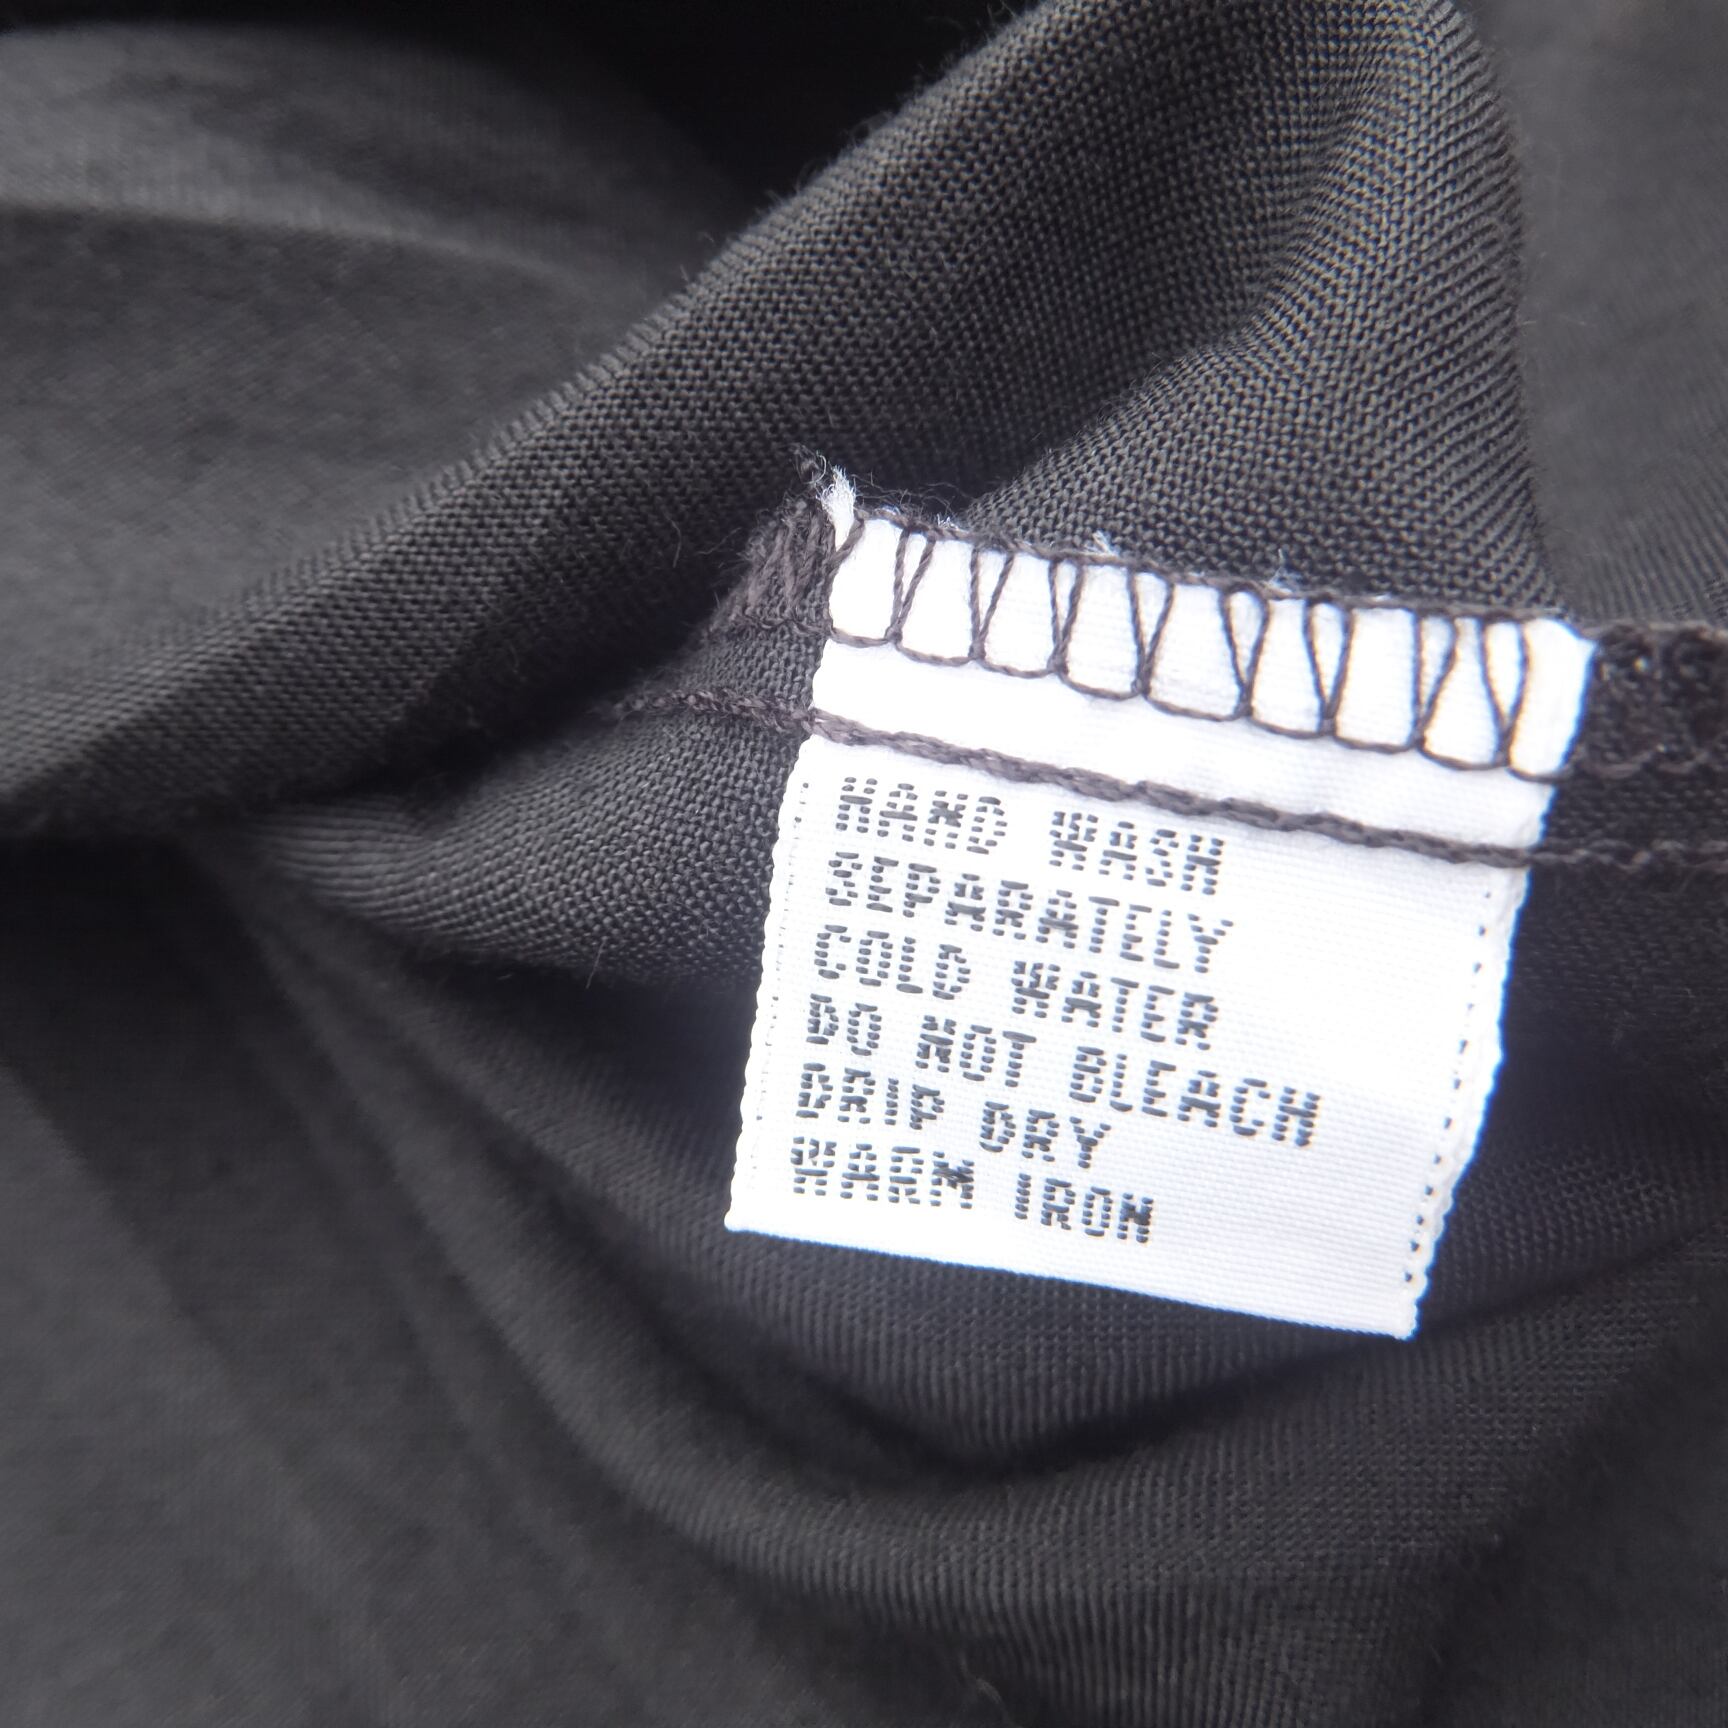 HAND WASH
SEPARATELY
COLD WATER
DO NOT BLEACH
DRIP DRY
WARM IRON